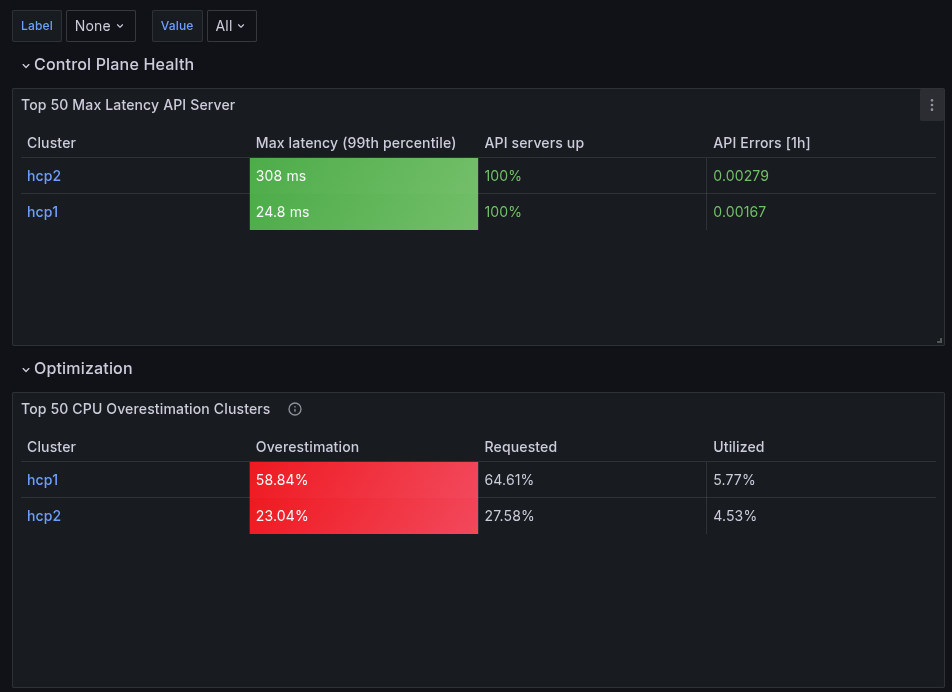 Label None Value All
Control Plane Health
Top 50 Max Latency API Server
Cluster Max latency (99th percentile) API servers up API Errors [1h]
hcp2 308 ms 100% 0.00279
hcp1 24.8 ms 100% 0.00167
Optimization
Top 50 CPU Overestimation Clusters
Cluster Overestimation Requested Utilized
hcp1 58.84% 64.61% 5.77%
hcp2 23.04% 27.58% 4.53%